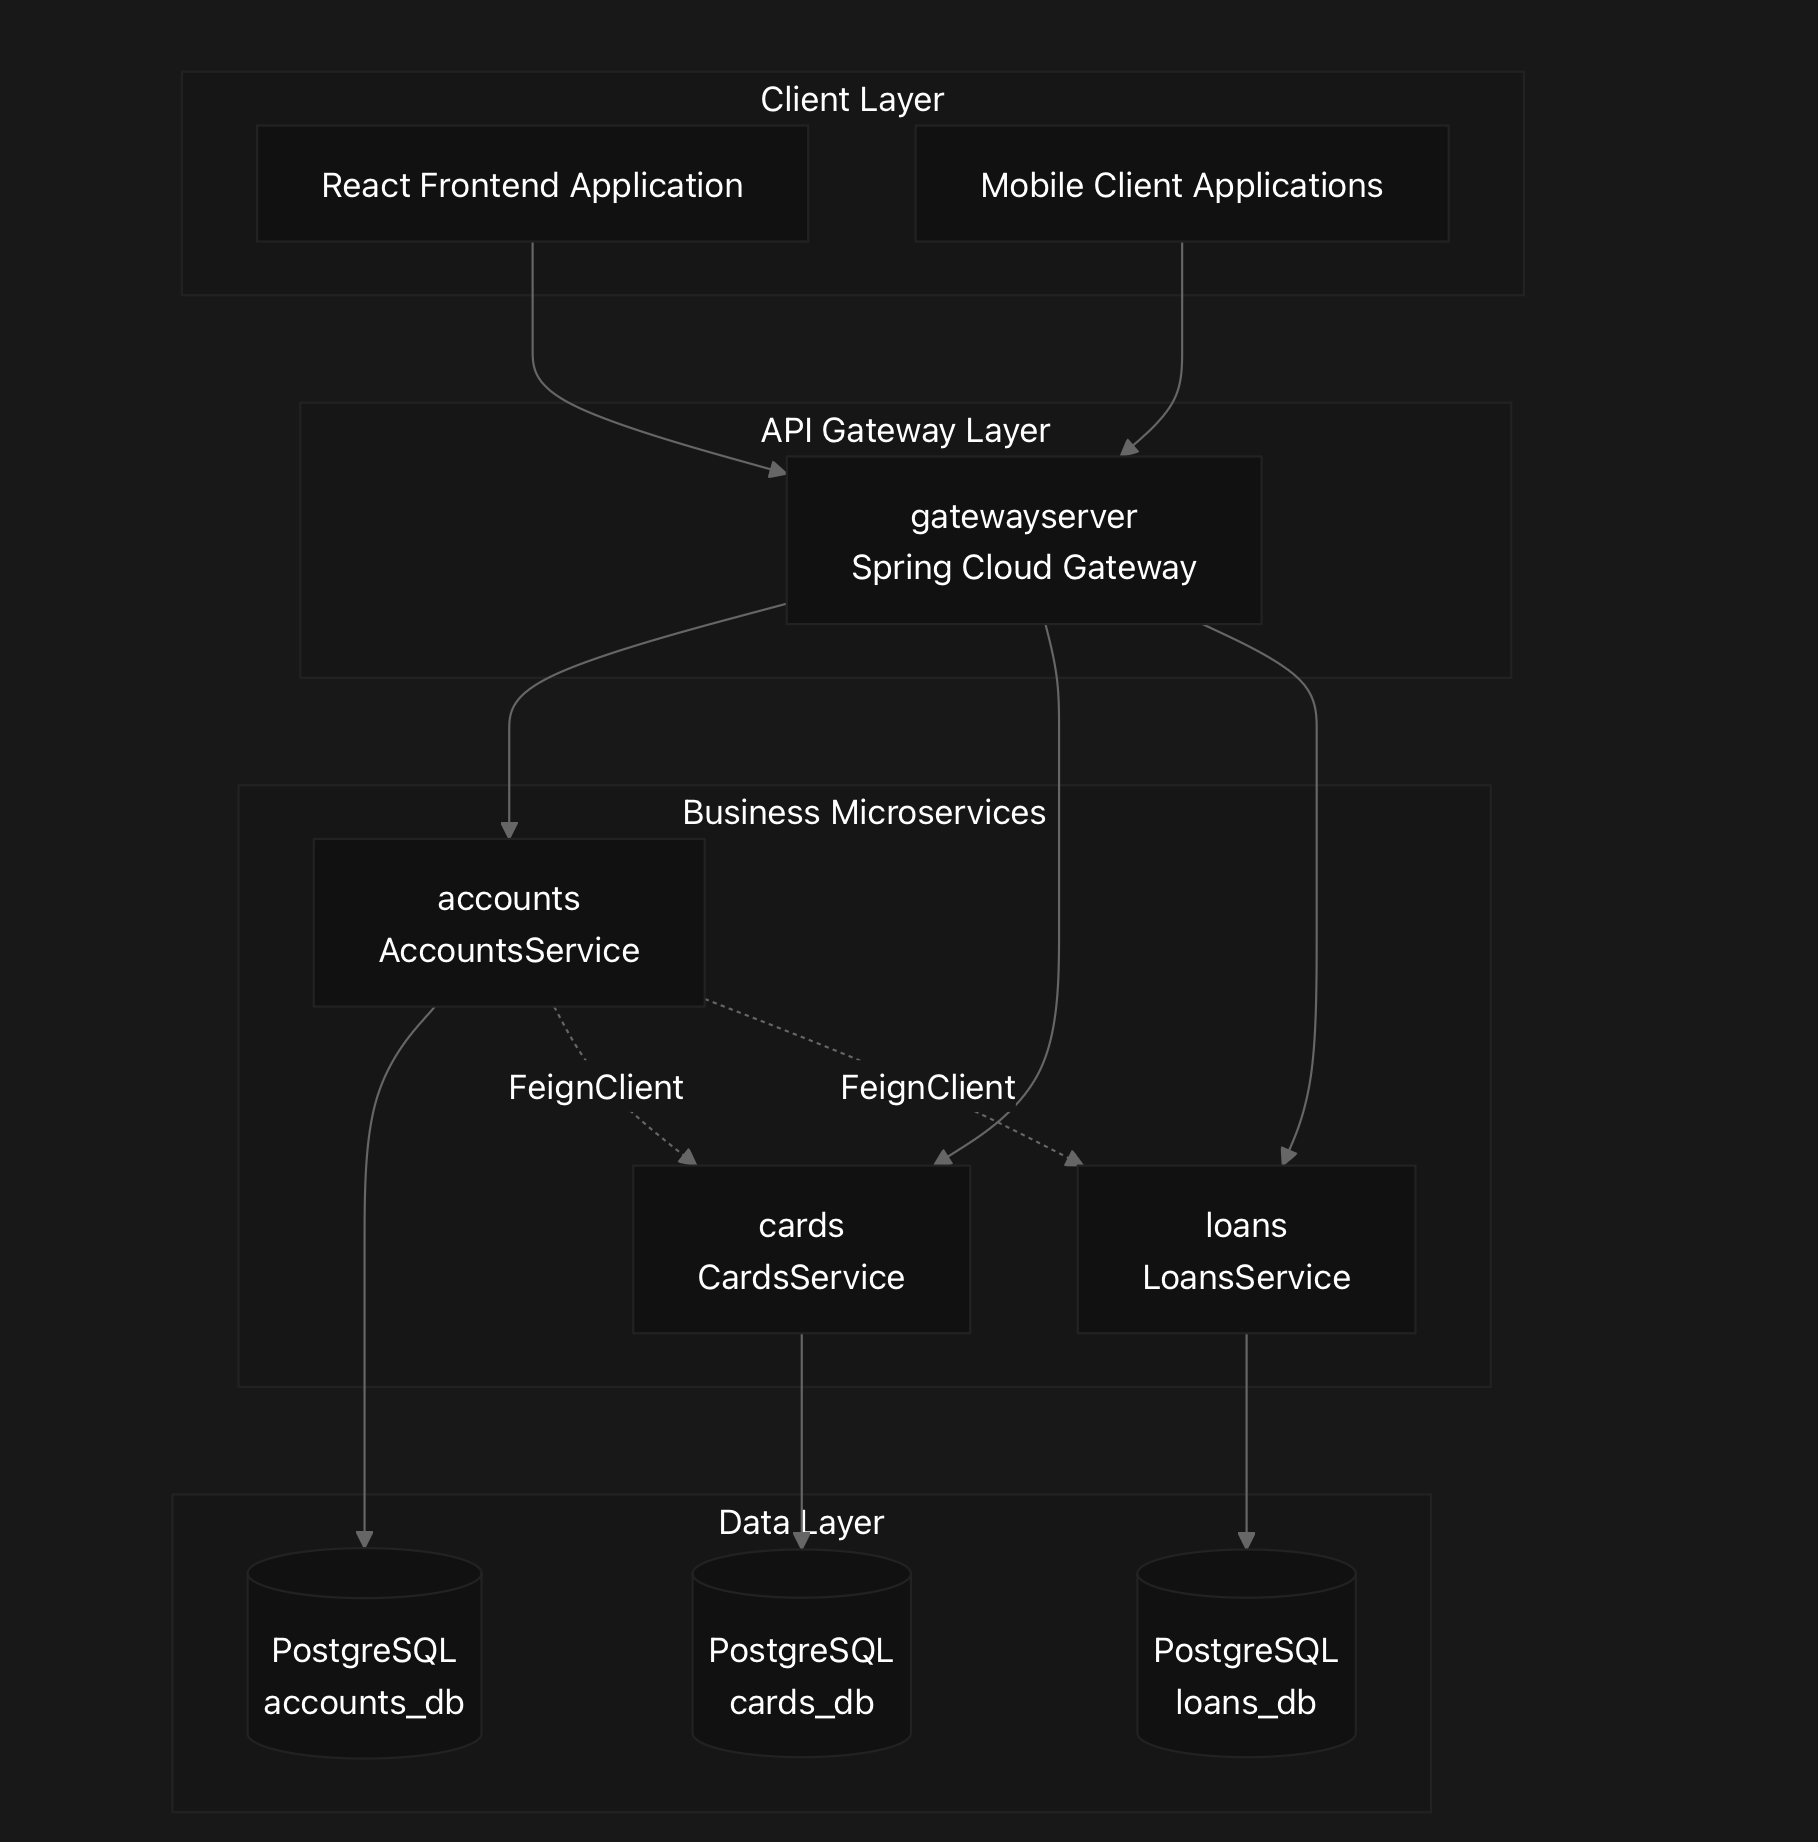 Client Layer
React Frontend Application
Mobile Client Applications
API Gateway Layer
gatewayserver
Spring Cloud Gateway
Business Microservices
accounts
AccountsService
FeignClient
FeignClient
cards
CardsService
loans
LoansService
Data Layer
PostgreSQL
accounts_db
PostgreSQL
cards_db
PostgreSQL
loans_db